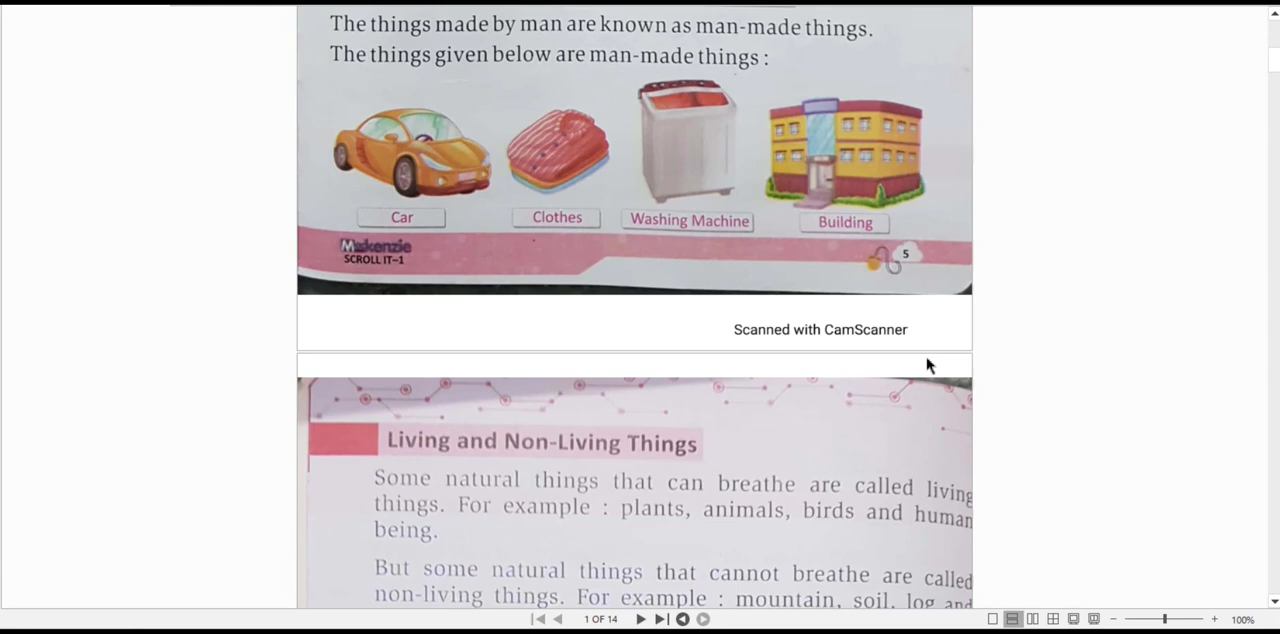 The things made by man are known as man-made things.
The things given below are man-made things :
Car
Clothes
Washing Machine
Building
Mackenzie
SCROLL IT–1
5
Scanned with CamScanner
Living and Non-Living Things
Some natural things that can breathe are called living
things. For example : plants, animals, birds and human
being.
But some natural things that cannot breathe are called
non-living things. For example : mountain, soil, log and
1 OF 14
100%